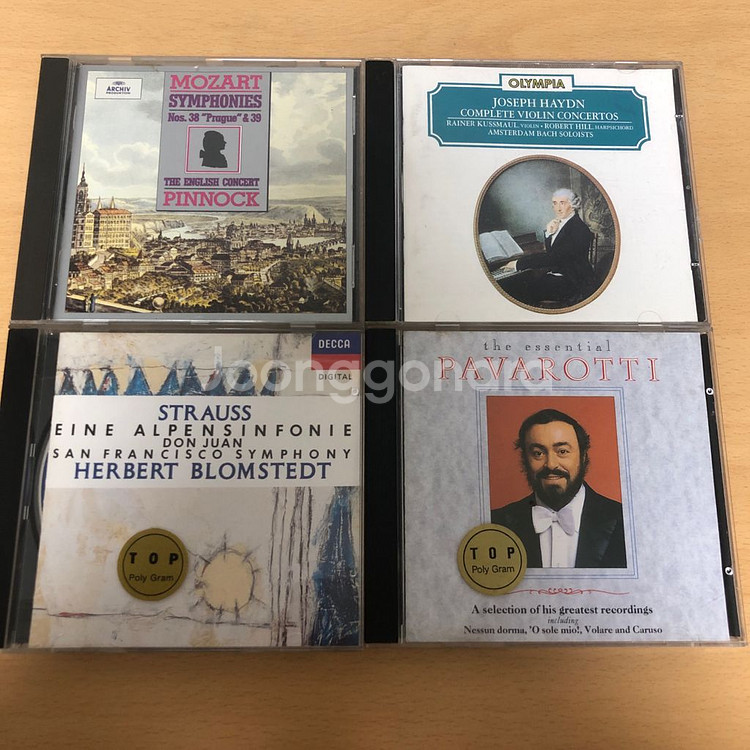 ARCHIV
PRODUKTION
MOZART
SYMPHONIES
Nos. 38 "Prague" & 39
THE ENGLISH CONCERT
PINNOCK
OLYMPIA
JOSEPH HAYDN
COMPLETE VIOLIN CONCERTOS
RAINER KUSSMAUL, VIOLIN • ROBERT HILL, HARPSICHORD
AMSTERDAM BACH SOLOISTS
DECCA
DIGITAL
STRAUSS
EINE ALPENSINFONIE
DON JUAN
SAN FRANCISCO SYMPHONY
HERBERT BLOMSTEDT
TOP
Poly Gram
the essential
PAVAROTTI
TOP
Poly Gram
A selection of his greatest recordings
including
Nessun dorma, 'O sole mio!, Volare and Caruso
Joonggonara